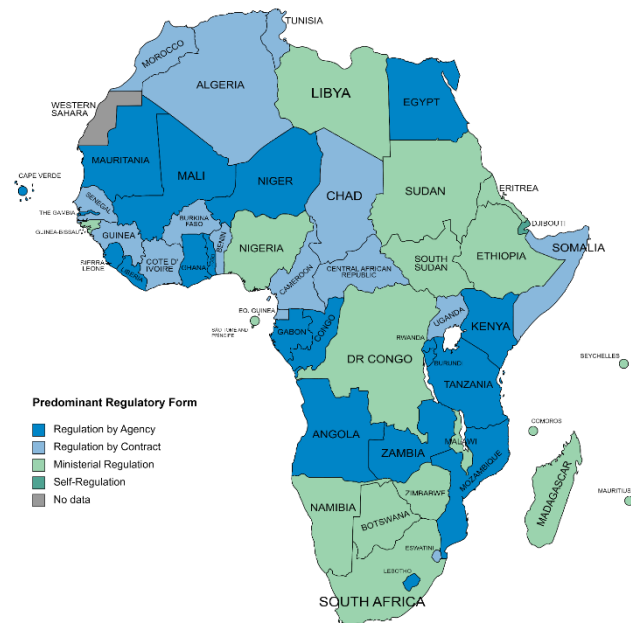 TUNISIA
MOROCCO
ALGERIA
LIBYA
EGYPT
WESTERN
SAHARA
MAURITANIA
MALI
NIGER
CHAD
SUDAN
ERITREA
CAPE VERDE
SENEGAL
THE GAMBIA
GUINEA-BISSAU
GUINEA
BURKINA
FASO
BENIN
DJIBOUTI
SOMALIA
SIERRA
LEONE
LIBERIA
COTE D'
IVOIRE
GHANA
NIGERIA
CAMEROON
CENTRAL AFRICAN
REPUBLIC
SOUTH
SUDAN
ETHIOPIA
EQ. GUINEA
SAO TOME AND
PRINCIPE
GABON
CONGO
DR CONGO
UGANDA
KENYA
RWANDA
BURUND
TANZANIA
SEYCHELLES
COMOROS
Predominant Regulatory Form
Regulation by Agency
Regulation by Contract
Ministerial Regulation
Self-Regulation
No data
ANGOLA
ZAMBIA
MALAWI
MOZAMBIQUE
ZIMBABWE
MADAGASCAR
MAURITIUS
NAMIBIA
BOTSWANA
ESWATINI
LESOTHO
SOUTH AFRICA